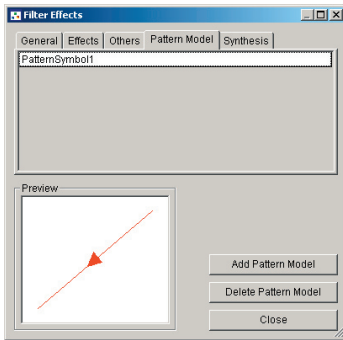 Filter Effects
General Effects Others Pattern Model Synthesis
PatternSymbol1
Preview
Add Pattern Model
Delete Pattern Model
Close